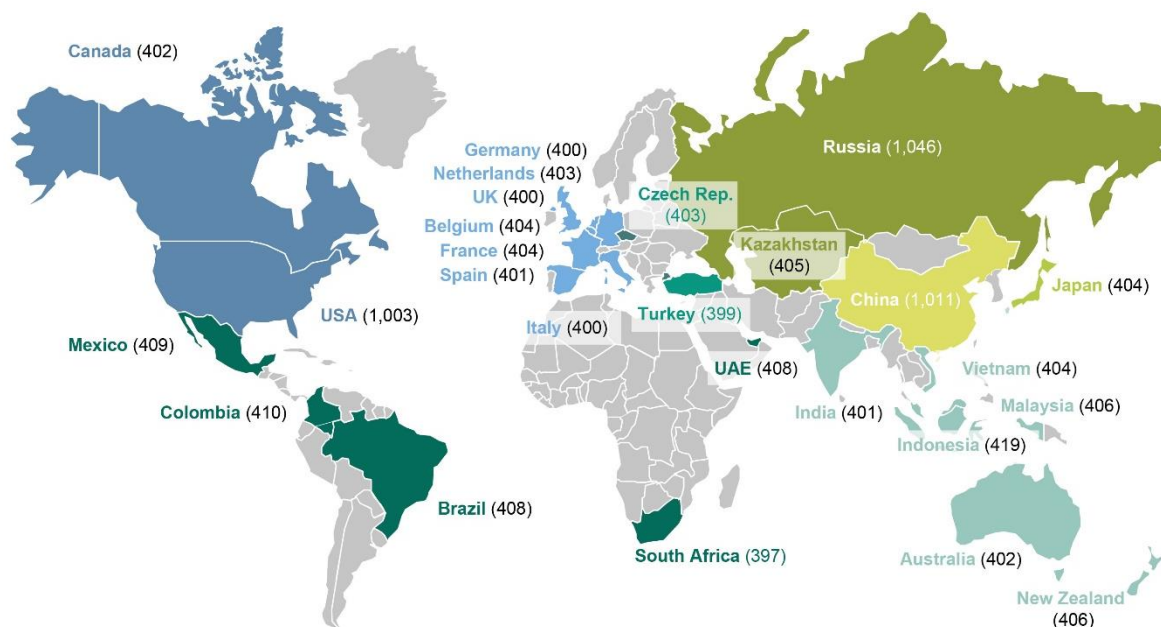 Canada (402)
Germany (400)
Netherlands (403)
UK (400)
Belgium (404)
France (404)
Spain (401)
Czech Rep.
(403)
Russia (1,046)
Kazakhstan
(405)
China (1,011)
Japan (404)
USA (1,003)
Mexico (409)
Italy (400)
Turkey (399)
UAE (408)
Colombia (410)
India (401)
Vietnam (404)
Malaysia (406)
Indonesia (419)
Brazil (408)
South Africa (397)
Australia (402)
New Zealand
(406)